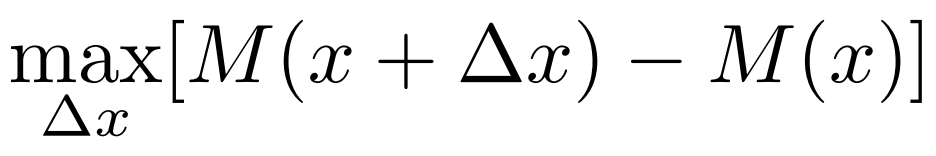 max[M(x + Δx) − M(x)]
Δx